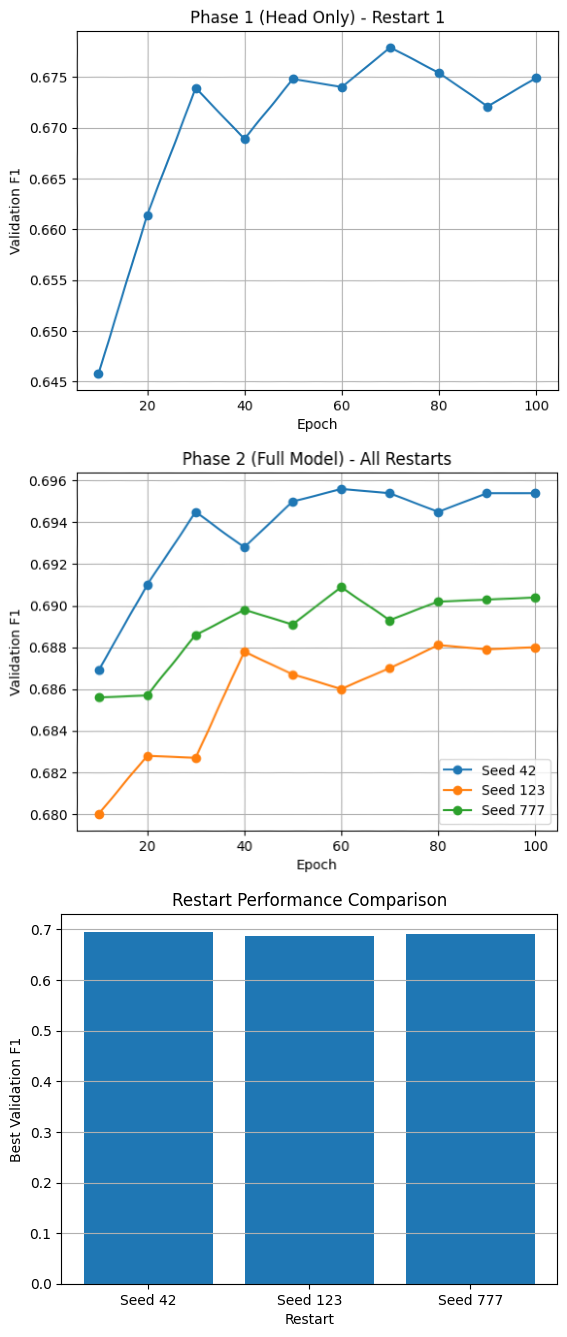 Phase 1 (Head Only) - Restart 1
0.675
0.670
0.665
0.660
0.655
0.650
0.645
Validation F1
20 40 60 80 100
Epoch
Phase 2 (Full Model) - All Restarts
0.696
0.694
0.692
0.690
0.688
0.686
0.684
0.682
0.680
Validation F1
Seed 42
Seed 123
Seed 777
20 40 60 80 100
Epoch
Restart Performance Comparison
0.7
0.6
0.5
0.4
0.3
0.2
0.1
0.0
Best Validation F1
Seed 42 Seed 123 Seed 777
Restart